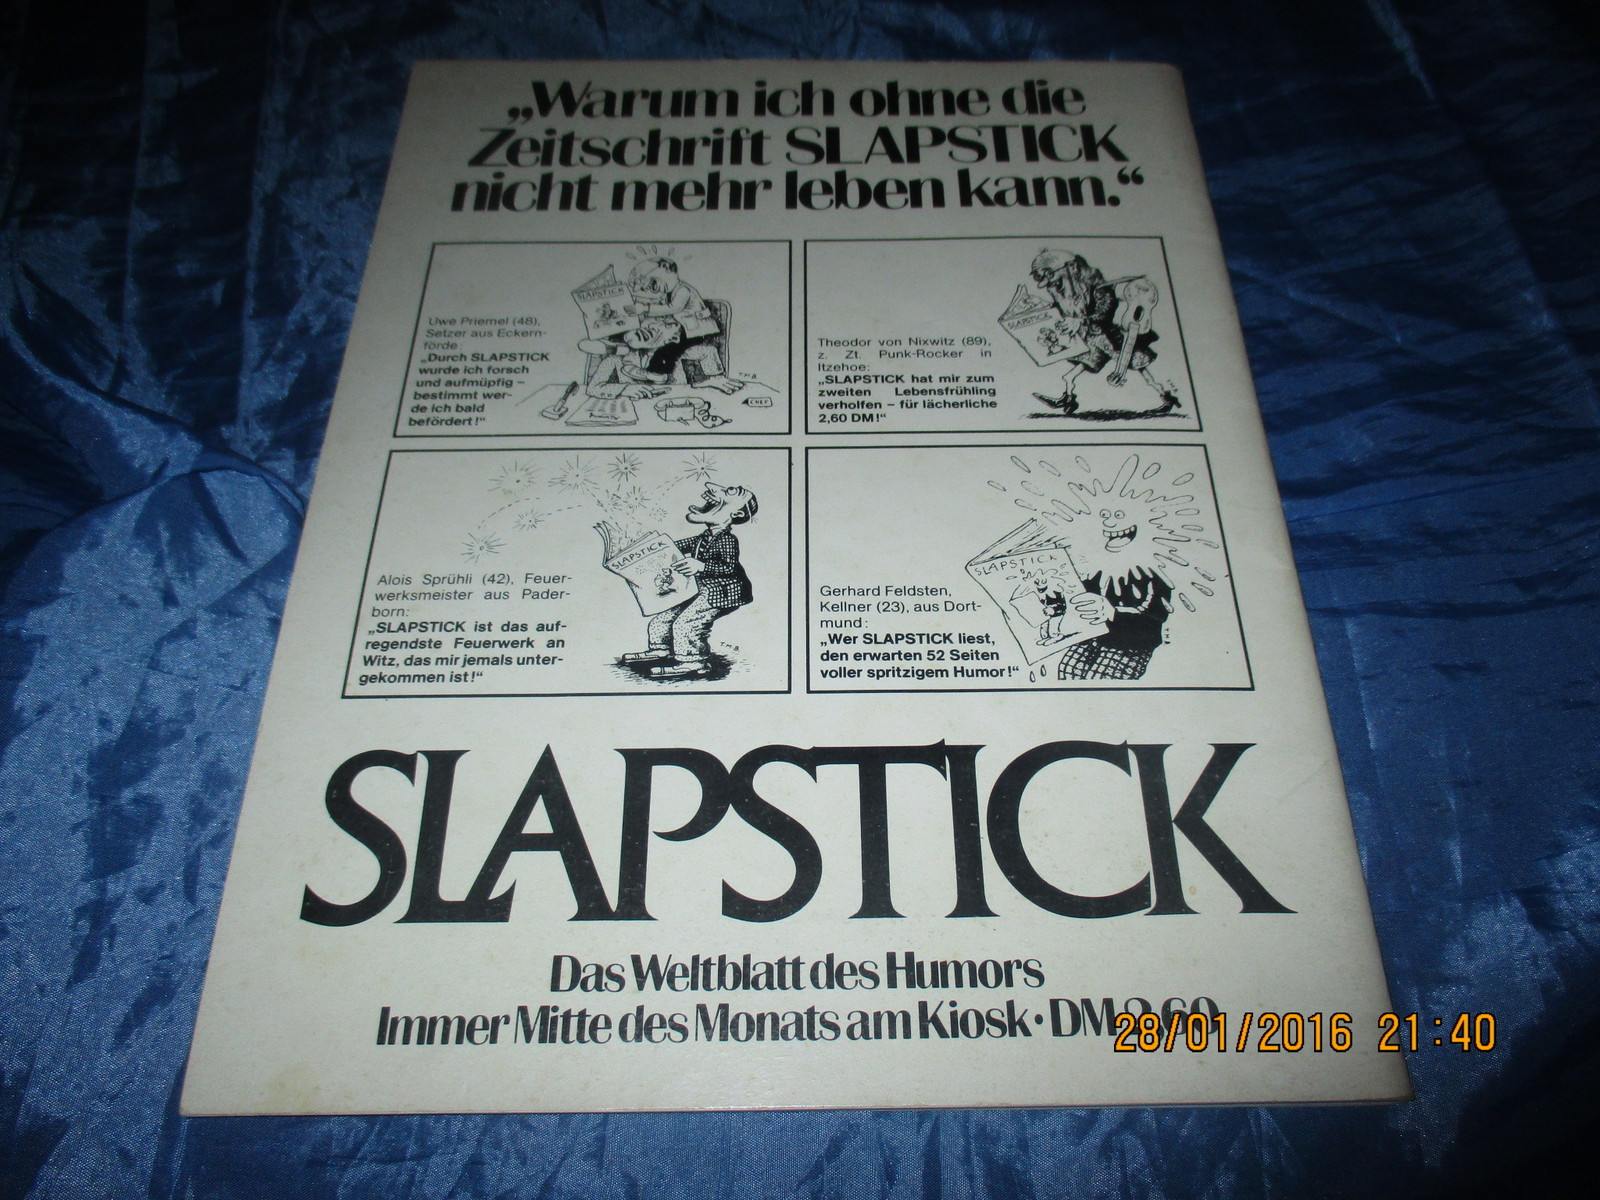 „Warum ich ohne die
Zeitschrift SLAPSTICK
nicht mehr leben kann.“
SLAPSTICK
Uwe Priemel (48),
Setzer aus Eckern-
förde:
„Durch SLAPSTICK
wurde ich forsch
und aufmüpfig –
bestimmt wer-
de ich bald
befördert!“
CHEF
T.M.B.
SLAPSTICK
Theodor von Nixwitz (89),
z. Zt. Punk-Rocker in
Itzehoe:
„SLAPSTICK hat mir zum
zweiten Lebensfrühling
verholfen – für lächerliche
2,60 DM!“
T.M.B.
SLAPSTICK
Alois Sprühli (42), Feuer-
werksmeister aus Pader-
born:
„SLAPSTICK ist das auf-
regendste Feuerwerk an
Witz, das mir jemals unter-
gekommen ist!“
T.M.B.
SLAPSTICK
Gerhard Feldsten,
Kellner (23), aus Dort-
mund:
„Wer SLAPSTICK liest,
den erwarten 52 Seiten
voller spritzigem Humor!“
SLAPSTICK
Das Weltblatt des Humors
Immer Mitte des Monats am Kiosk · DM 2,60
28/01/2016 21:40